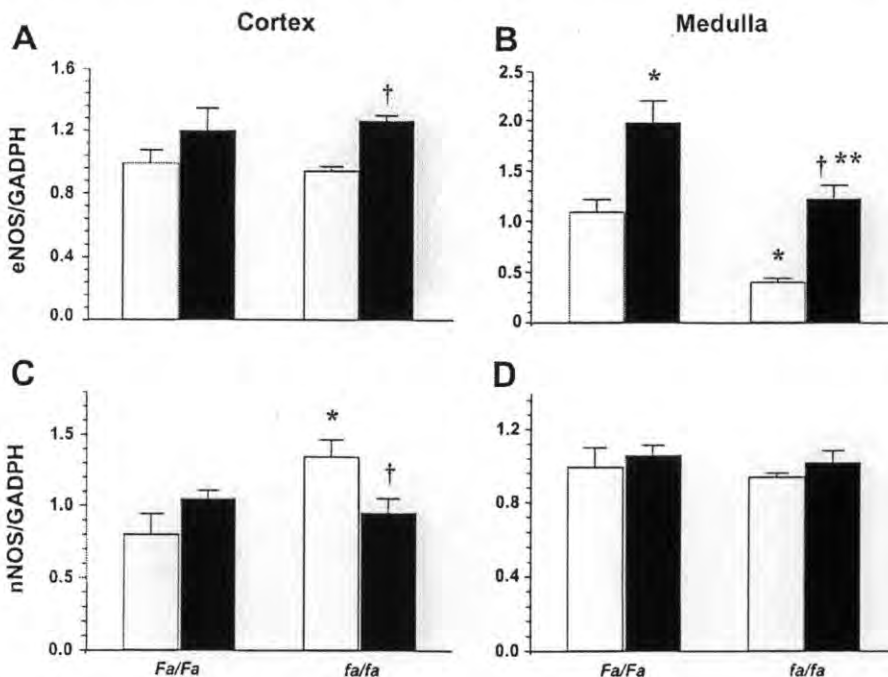 Cortex
Medulla
A
eNOS/GADPH
1.6
1.2
0.8
0.4
0.0
†
B
2.5
2.0
1.5
1.0
0.5
0
*
*
† **
C
nNOS/GADPH
1.5
1.0
0.5
0.0
*
†
Fa/Fa
fa/fa
D
1.2
0.8
0.4
0.0
Fa/Fa
fa/fa